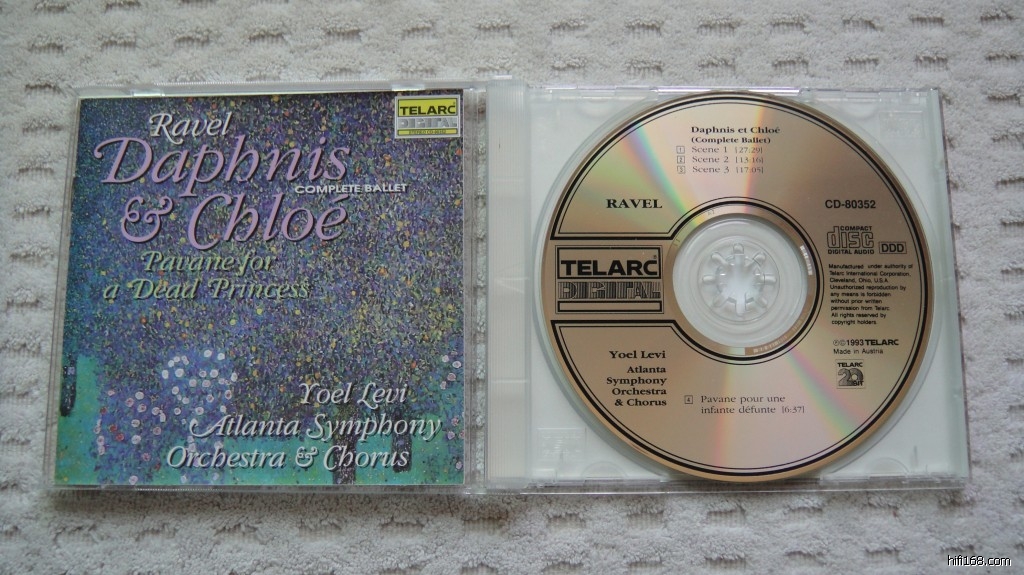 Ravel
TELARC
DIGITAL
Daphnis
COMPLETE BALLET
& Chloé
Pavane for
a Dead Princess
Yoel Levi
Atlanta Symphony
Orchestra & Chorus
Daphnis et Chloé
(Complete Ballet)
1 Scene 1 [27:29]
2 Scene 2 [13:16]
3 Scene 3 [17:05]
RAVEL
CD-80352
COMPACT
disc
DIGITAL AUDIO
DDD
TELARC
DIGITAL
Manufactured under authority of
Telarc International Corporation,
Cleveland, Ohio, U.S.A.
Unauthorized reproduction by
any means is forbidden
without prior written
permission from Telarc.
All rights reserved by
copyright holders.
℗©1993 TELARC
Made in Austria
TELARC
20
BIT
Yoel Levi
Atlanta
Symphony
Orchestra
& Chorus
4 Pavane pour une
infante défunte [6:37]
hifi168.com